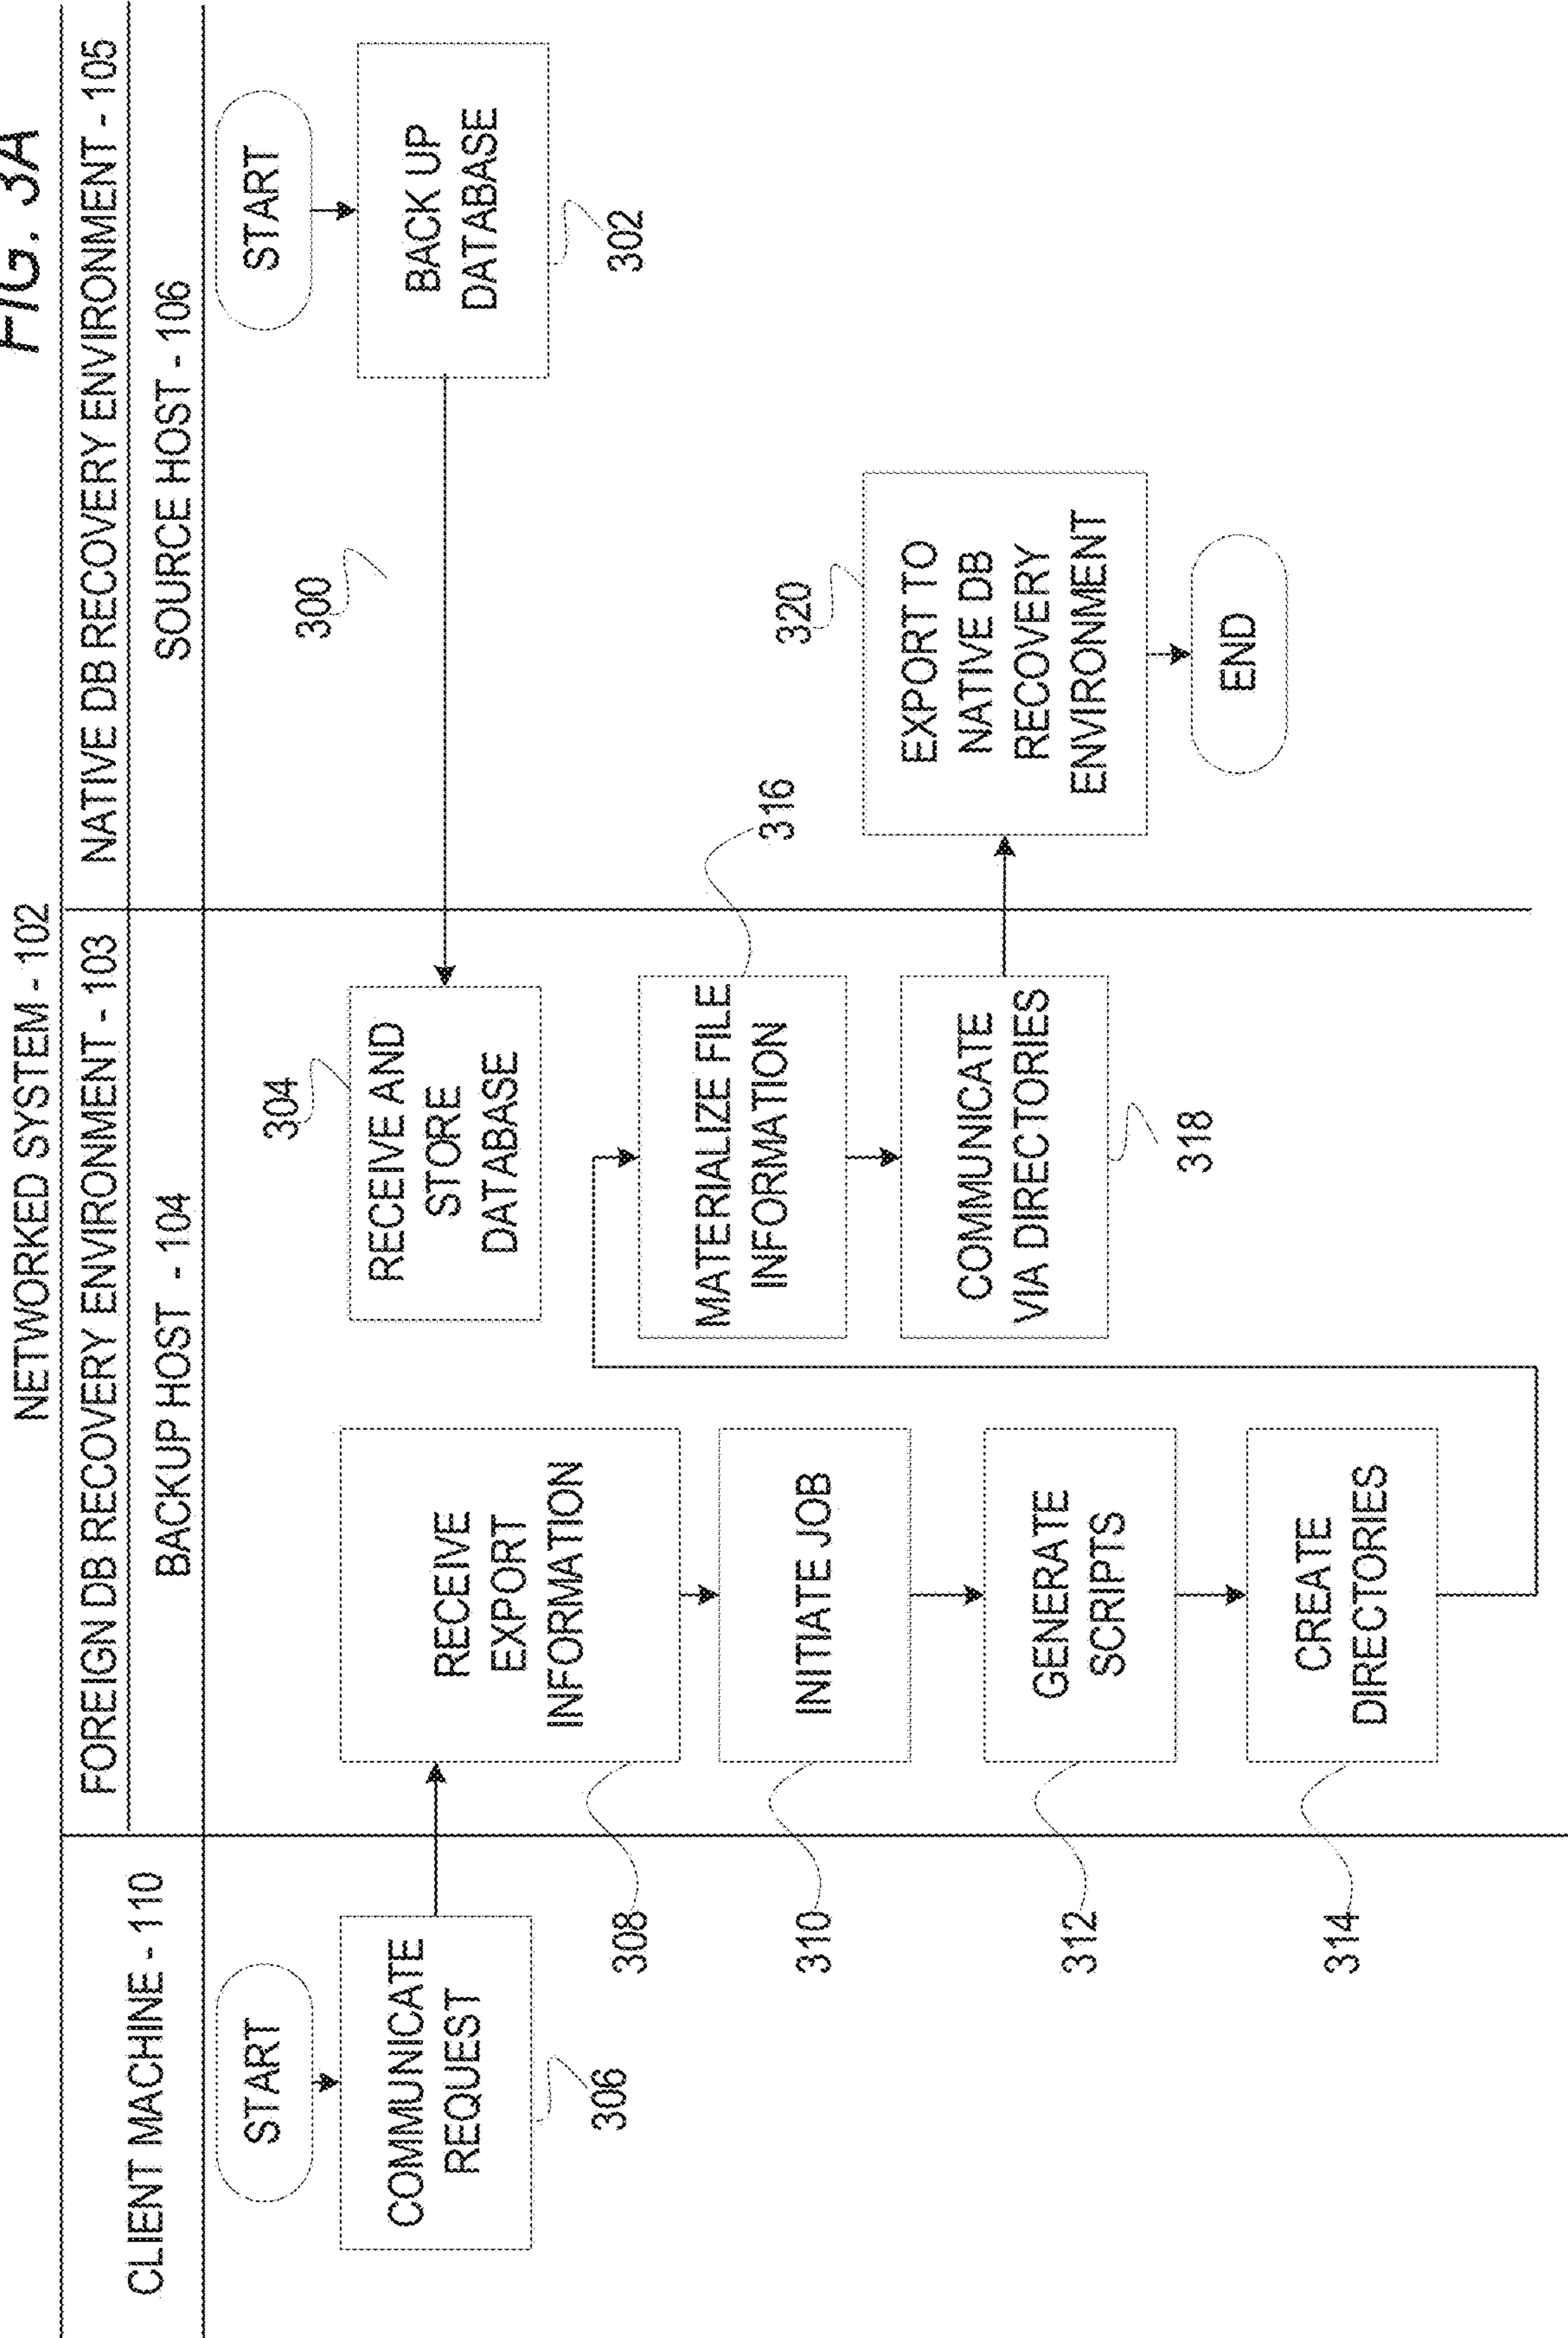 FIG. 3A
NETWORKED SYSTEM - 102
CLIENT MACHINE - 110
FOREIGN DB RECOVERY ENVIRONMENT - 103
NATIVE DB RECOVERY ENVIRONMENT - 105
BACKUP HOST - 104
SOURCE HOST - 106
START
COMMUNICATE
REQUEST
306
RECEIVE
EXPORT
INFORMATION
308
INITIATE JOB
310
GENERATE
SCRIPTS
312
CREATE
DIRECTORIES
314
304
RECEIVE AND
STORE
DATABASE
MATERIALIZE FILE
INFORMATION
316
COMMUNICATE
VIA DIRECTORIES
318
START
BACK UP
DATABASE
302
300
320
EXPORT TO
NATIVE DB
RECOVERY
ENVIRONMENT
END